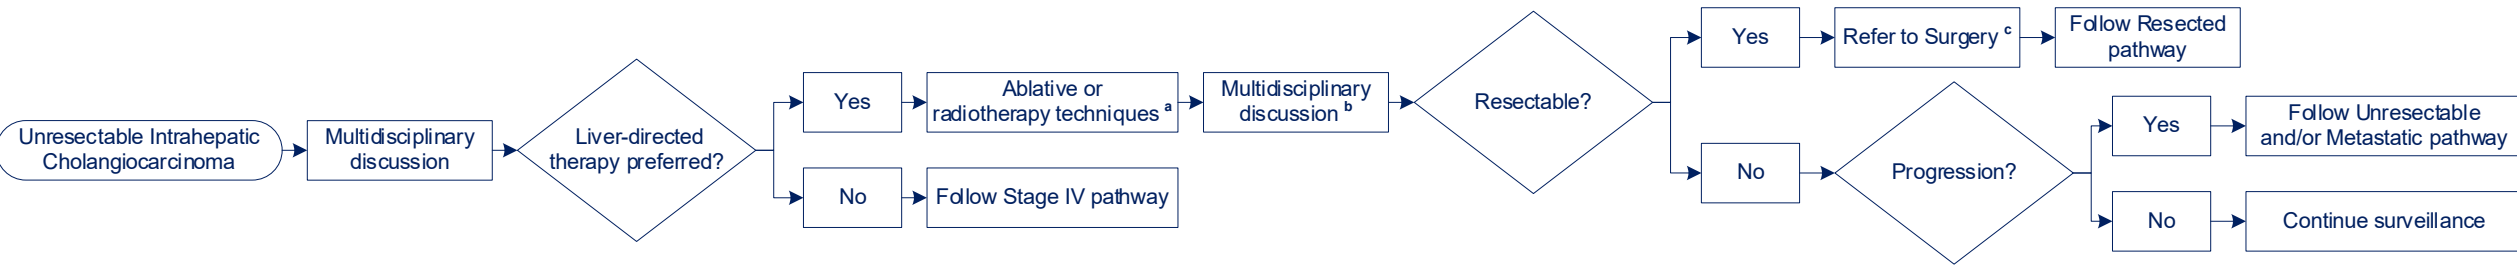 Unresectable Intrahepatic
Cholangiocarcinoma
Multidisciplinary
discussion
Liver-directed
therapy preferred?
Yes
Ablative or
radiotherapy techniques a
Multidisciplinary
discussion b
Resectable?
Yes
Refer to Surgery c
Follow Resected
pathway
No
Progression?
Yes
Follow Unresectable
and/or Metastatic pathway
No
Continue surveillance
No
Follow Stage IV pathway